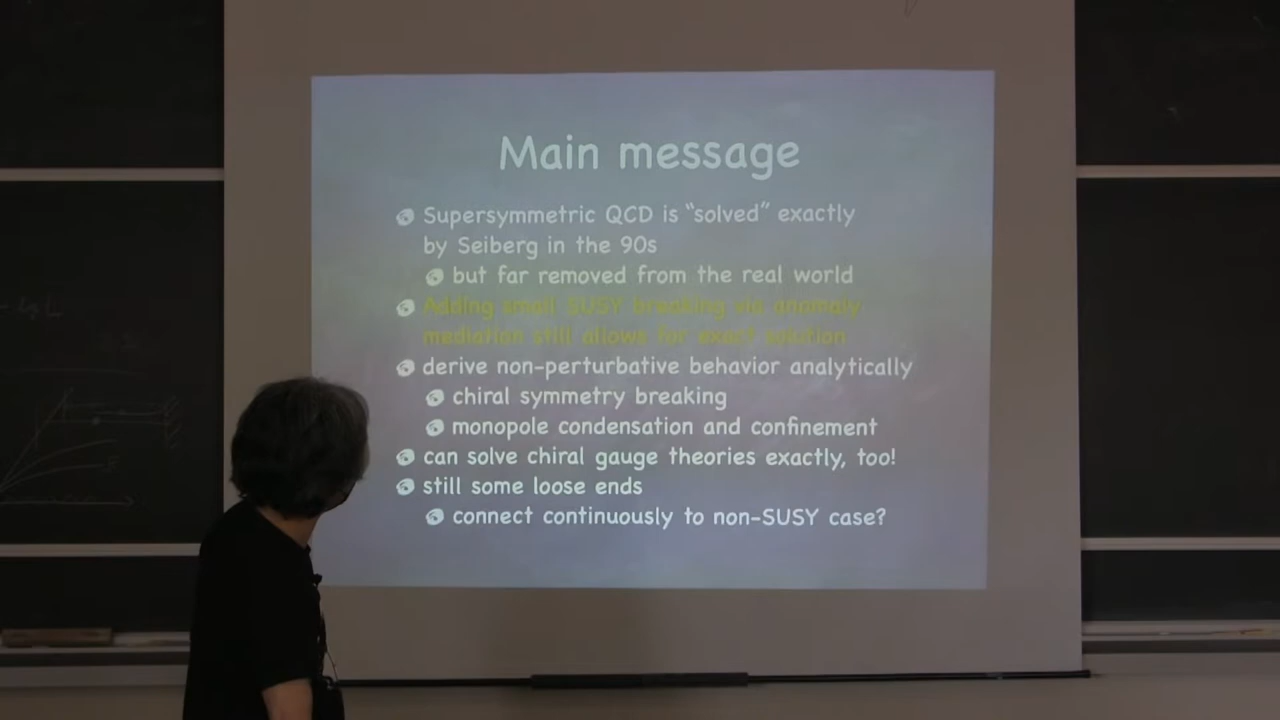 Main message
Supersymmetric QCD is “solved” exactly
by Seiberg in the 90s
but far removed from the real world
Adding small SUSY breaking via anomaly
mediation still allows for exact solution
derive non-perturbative behavior analytically
chiral symmetry breaking
monopole condensation and confinement
can solve chiral gauge theories exactly, too!
still some loose ends
connect continuously to non-SUSY case?